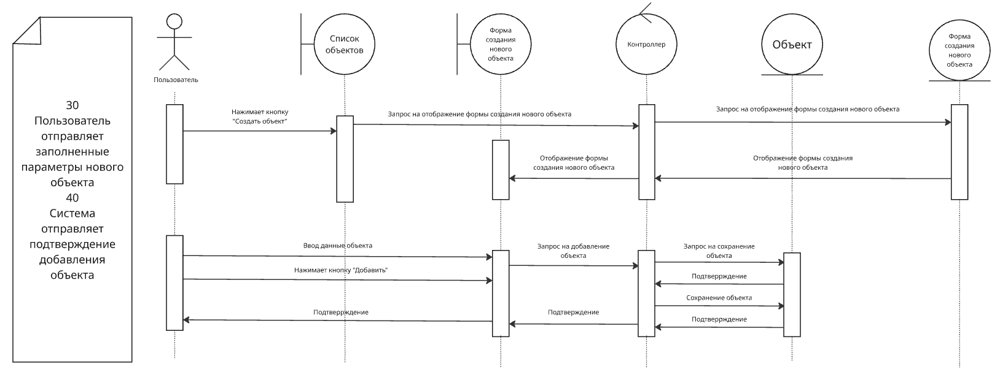 30
Пользователь
отправляет
заполненные
параметры нового
объекта
40
Система
отправляет
подтверждение
добавления
объекта
Пользователь
Список
объектов
Форма
создания
нового
объекта
Контроллер
Объект
Форма
создания
нового
объекта
Нажимает кнопку
"Создать объект"
Запрос на отображение формы создания нового объекта
Запрос на отображение формы создания нового объекта
Отображение формы
создания нового объекта
Отображение формы создания
нового объекта
Ввод данные объекта
Запрос на добавление
объекта
Запрос на сохранение
объекта
Нажимает кнопку "Добавить"
Подтверрждение
Сохранение объекта
Подтверрждение
Подтверждение
Подтверрждение